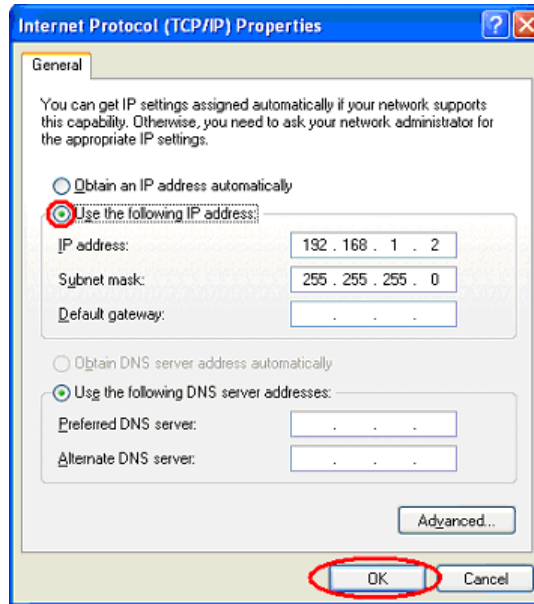 Internet Protocol (TCP/IP) Properties
General
You can get IP settings assigned automatically if your network supports
this capability. Otherwise, you need to ask your network administrator for
the appropriate IP settings.
Obtain an IP address automatically
Use the following IP address:
IP address: 192 . 168 . 1 . 2
Subnet mask: 255 . 255 . 255 . 0
Default gateway: . . .
Obtain DNS server address automatically
Use the following DNS server addresses:
Preferred DNS server: . . .
Alternate DNS server: . . .
Advanced...
OK Cancel